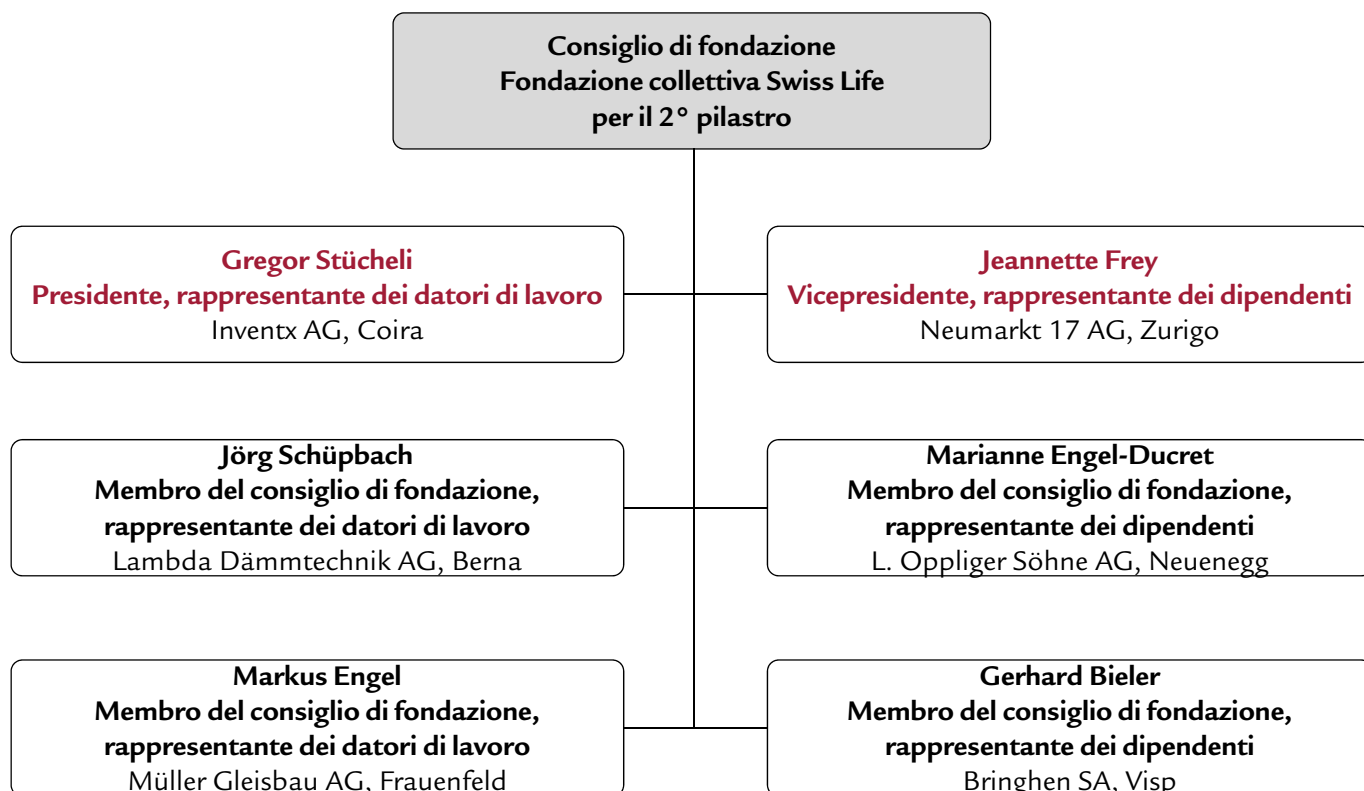 Consiglio di fondazione
Fondazione collettiva Swiss Life
per il 2° pilastro
Gregor Stücheli
Presidente, rappresentante dei datori di lavoro
Inventx AG, Coira
Jeannette Frey
Vicepresidente, rappresentante dei dipendenti
Neumarkt 17 AG, Zurigo
Jörg Schüpbach
Membro del consiglio di fondazione,
rappresentante dei datori di lavoro
Lambda Dämmtechnik AG, Berna
Marianne Engel-Ducret
Membro del consiglio di fondazione,
rappresentante dei dipendenti
L. Oppliger Söhne AG, Neuenegg
Markus Engel
Membro del consiglio di fondazione,
rappresentante dei datori di lavoro
Müller Gleisbau AG, Frauenfeld
Gerhard Bieler
Membro del consiglio di fondazione,
rappresentante dei dipendenti
Bringhen SA, Visp